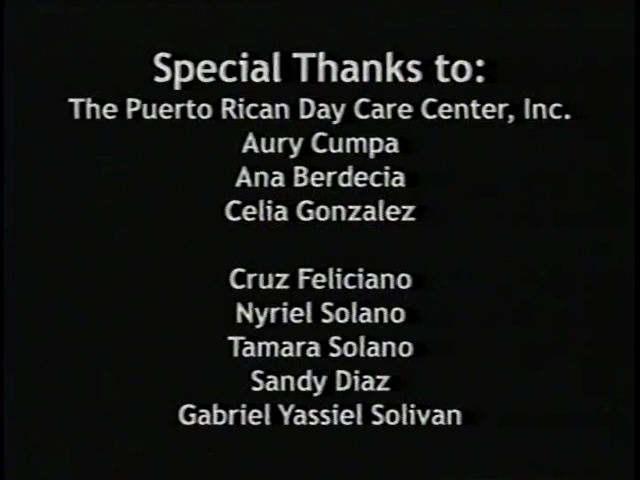 Special Thanks to:
The Puerto Rican Day Care Center, Inc.
Aury Cumpa
Ana Berdecia
Celia Gonzalez
Cruz Feliciano
Nyriel Solano
Tamara Solano
Sandy Diaz
Gabriel Yassiel Solivan